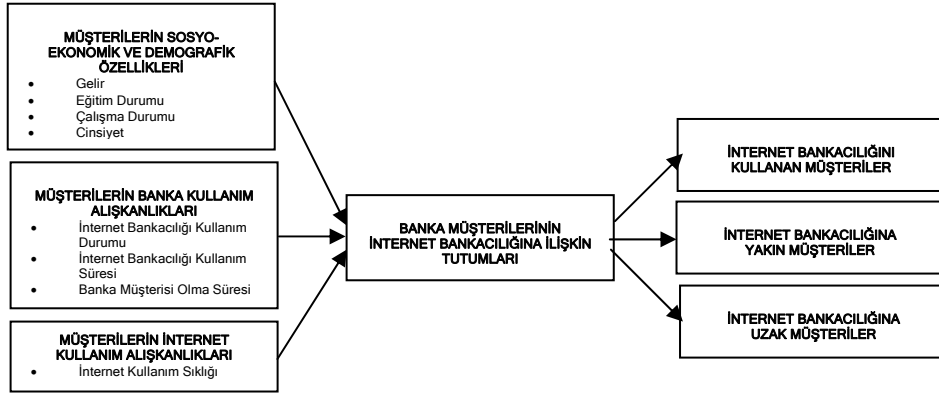 MÜŞTERİLERİN SOSYO-
EKONOMİK VE DEMOGRAFİK
ÖZELLİKLERİ
• Gelir
• Eğitim Durumu
• Çalışma Durumu
• Cinsiyet
MÜŞTERİLERİN BANKA KULLANIM
ALIŞKANLIKLARI
• İnternet Bankacılığı Kullanım
Durumu
• İnternet Bankacılığı Kullanım
Süresi
• Banka Müşterisi Olma Süresi
MÜŞTERİLERİN İNTERNET
KULLANIM ALIŞKANLIKLARI
• İnternet Kullanım Sıklığı
BANKA MÜŞTERİLERİNİN
İNTERNET BANKACILIĞINA İLİŞKİN
TUTUMLARI
İNTERNET BANKACILIĞINI
KULLANAN MÜŞTERİLER
İNTERNET BANKACILIĞINA
YAKIN MÜŞTERİLER
İNTERNET BANKACILIĞINA
UZAK MÜŞTERİLER